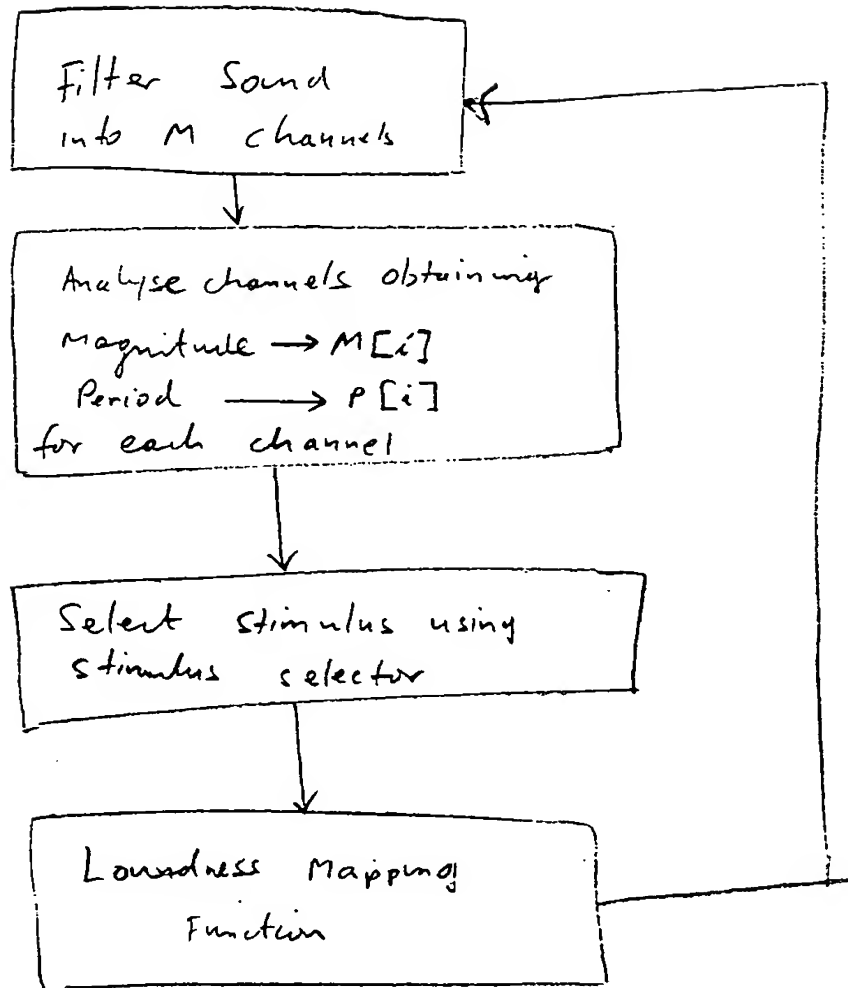 Filter Sound
into M channels
Analyse channels obtaining
Magnitude → M[i]
Period → P[i]
for each channel
Select stimulus using
stimulus selector
Loudness Mapping
Function